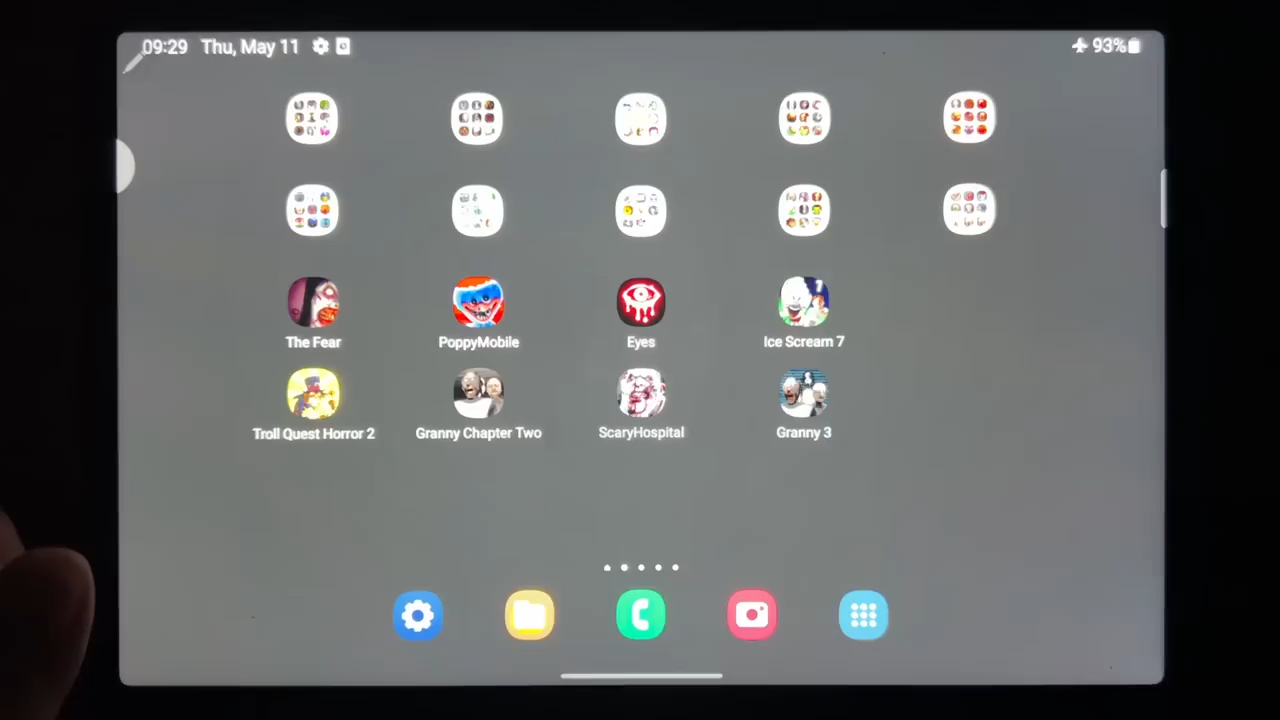 09:29 Thu, May 11 93%
The Fear PoppyMobile Eyes Ice Scream 7
Troll Quest Horror 2 Granny Chapter Two ScaryHospital Granny 3